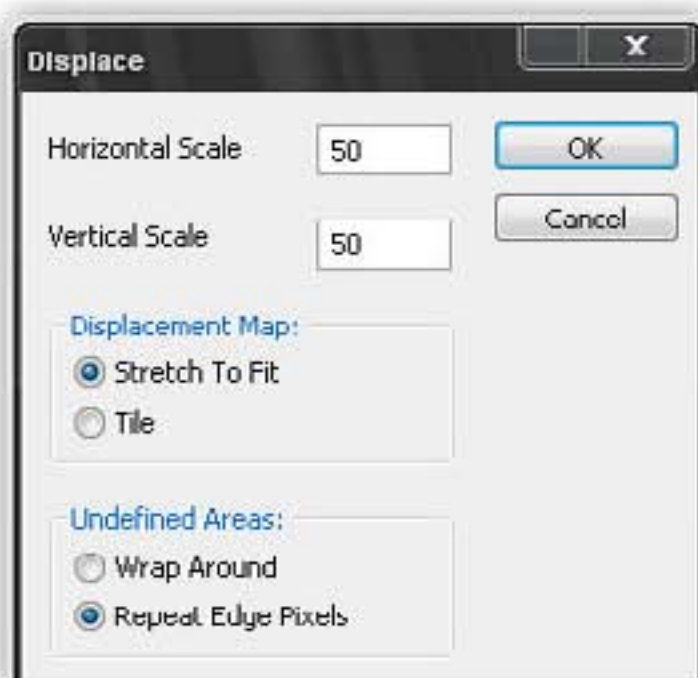 Displace
Horizontal Scale 50 OK
Vertical Scale 50 Cancel
Displacement Map:
Stretch To Fit
Tile
Undefined Areas:
Wrap Around
Repeat Edge Pixels